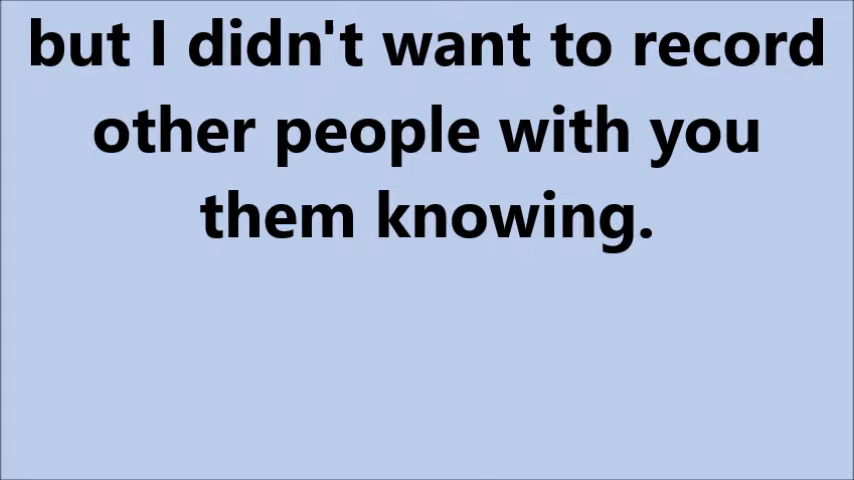 but I didn't want to record
other people with you
them knowing.